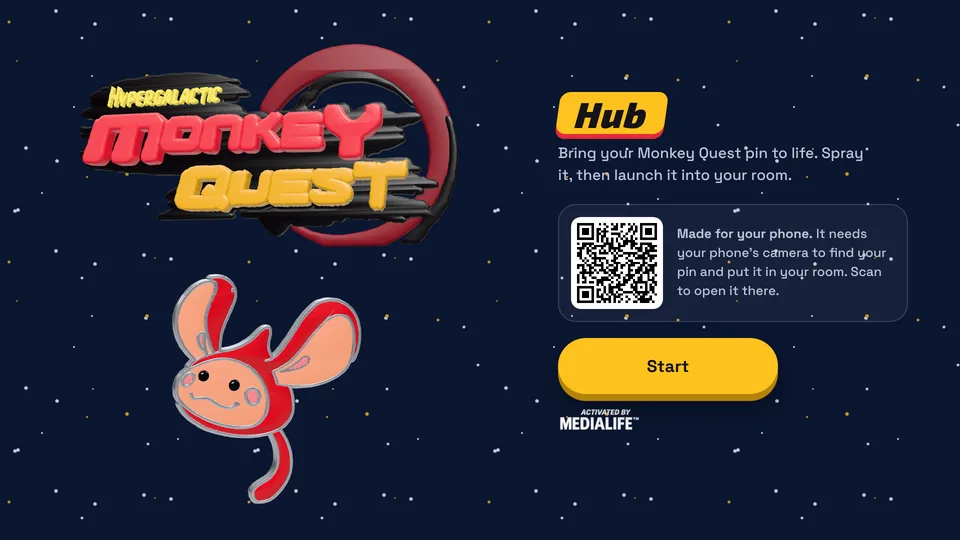 HYPERGALACTIC
MONKEY
QUEST
Hub
Bring your Monkey Quest pin to life. Spray
it, then launch it into your room.
Made for your phone. It needs
your phone's camera to find your
pin and put it in your room. Scan
to open it there.
Start
ACTIVATED BY
MEDIALIFE™